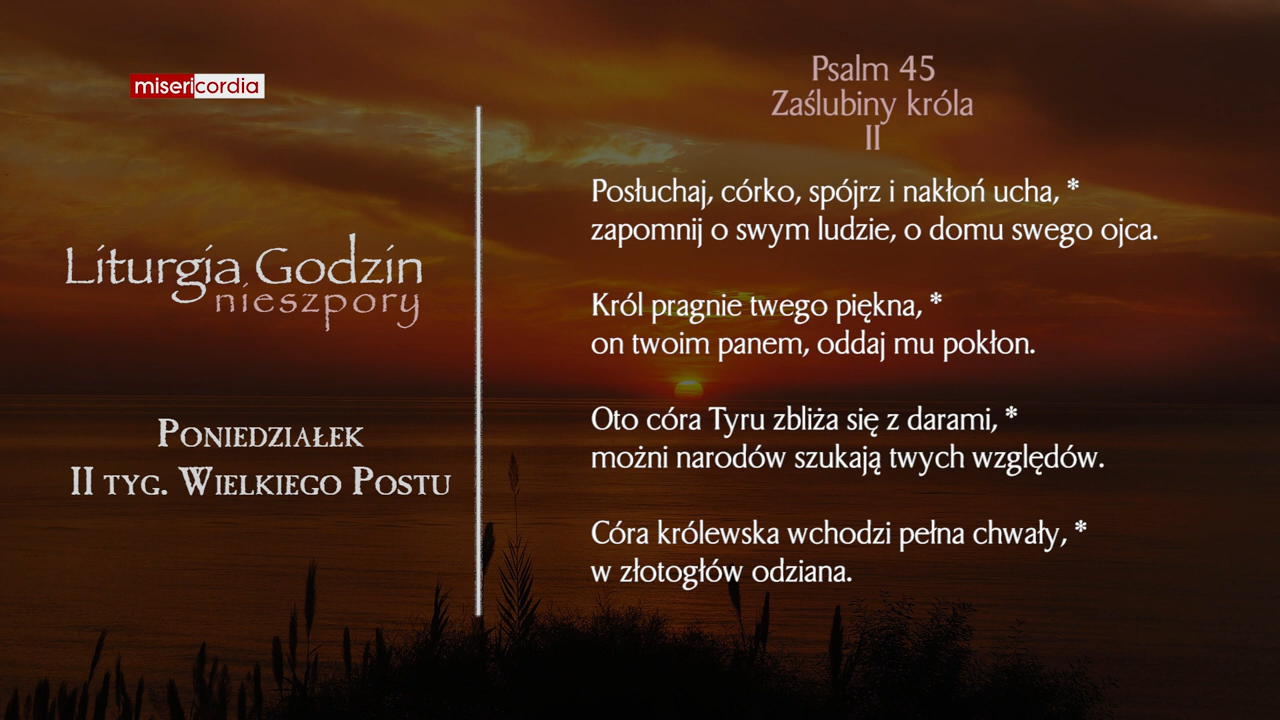 misericordia
Liturgia Godzin
nieszpory
Poniedziałek
II tyg. Wielkiego Postu
Psalm 45
Zaślubiny króla
II
Posłuchaj, córko, spójrz i nakłoń ucha, *
zapomnij o swym ludzie, o domu swego ojca.
Król pragnie twego piękna, *
on twoim panem, oddaj mu pokłon.
Oto córa Tyru zbliża się z darami, *
możni narodów szukają twych względów.
Córa królewska wchodzi pełna chwały, *
w złotogłów odziana.